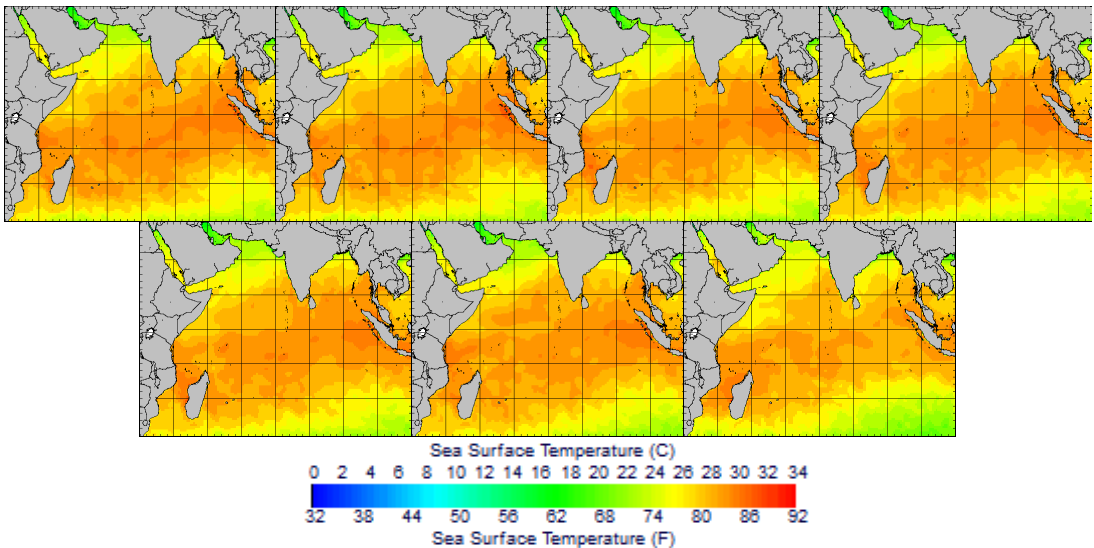 Sea Surface Temperature (C)
0 2 4 6 8 10 12 14 16 18 20 22 24 26 28 30 32 34
32 38 44 50 56 62 68 74 80 86 92
Sea Surface Temperature (F)